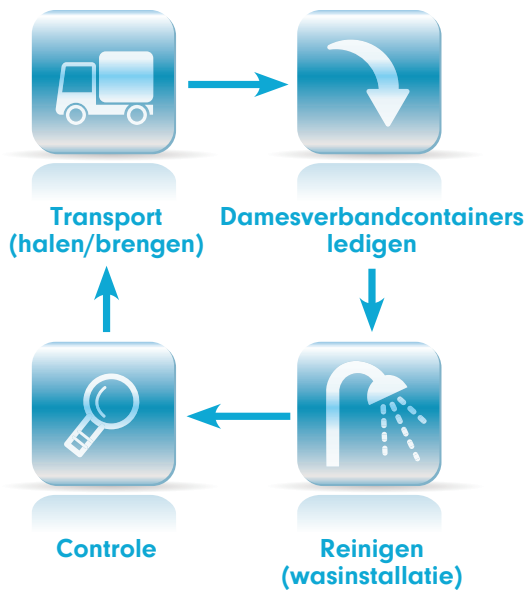 Transport
(halen/brengen)
Damesverbandcontainers
ledigen
Controle
Reinigen
(wasinstallatie)